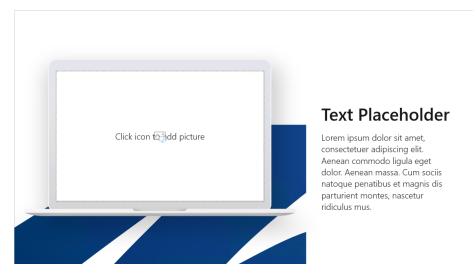 Click icon to add picture
Text Placeholder
Lorem ipsum dolor sit amet,
consectetuer adipiscing elit.
Aenean commodo ligula eget
dolor. Aenean massa. Cum sociis
natoque penatibus et magnis dis
parturient montes, nascetur
ridiculus mus.